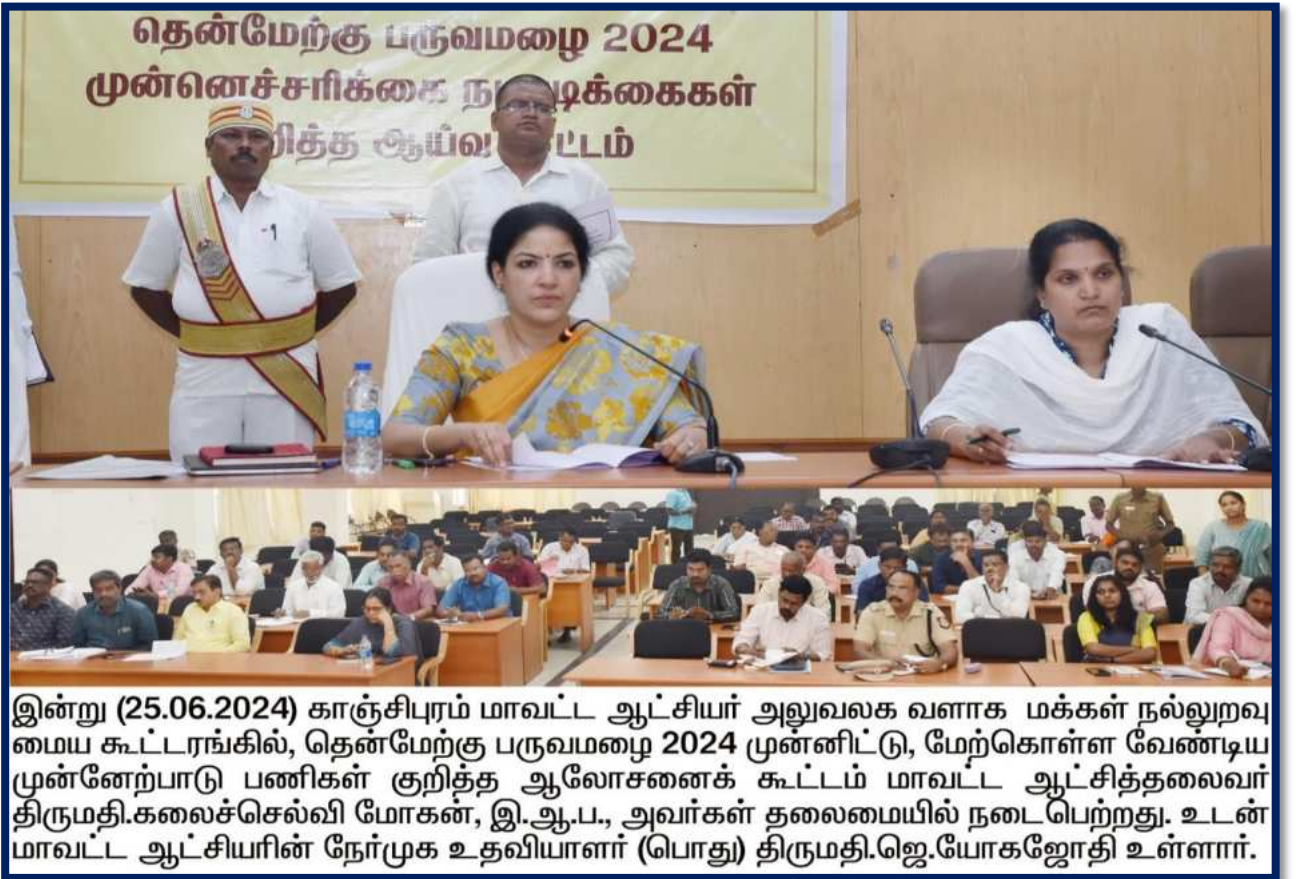 தென்மேற்கு பருவமழை 2024
முன்னெச்சரிக்கை
இன்று (25.06.2024) காஞ்சிபுரம் மாவட்ட ஆட்சியர் அலுவலக வளாக மக்கள் நல்லுறவு
மைய கூட்டரங்கில், தென்மேற்கு பருவமழை 2024 முன்னிட்டு, மேற்கொள்ள வேண்டிய
முன்னேற்பாடு பணிகள் குறித்த ஆலோசனைக் கூட்டம் மாவட்ட ஆட்சித்தலைவர்
திருமதி.கலைச்செல்வி மோகன், இ.ஆ.ப., அவர்கள் தலைமையில் நடைபெற்றது. உடன்
மாவட்ட ஆட்சியரின் நேர்முக உதவியாளர் (பொது) திருமதி.ஜெ.யோகஜோதி உள்ளார்.